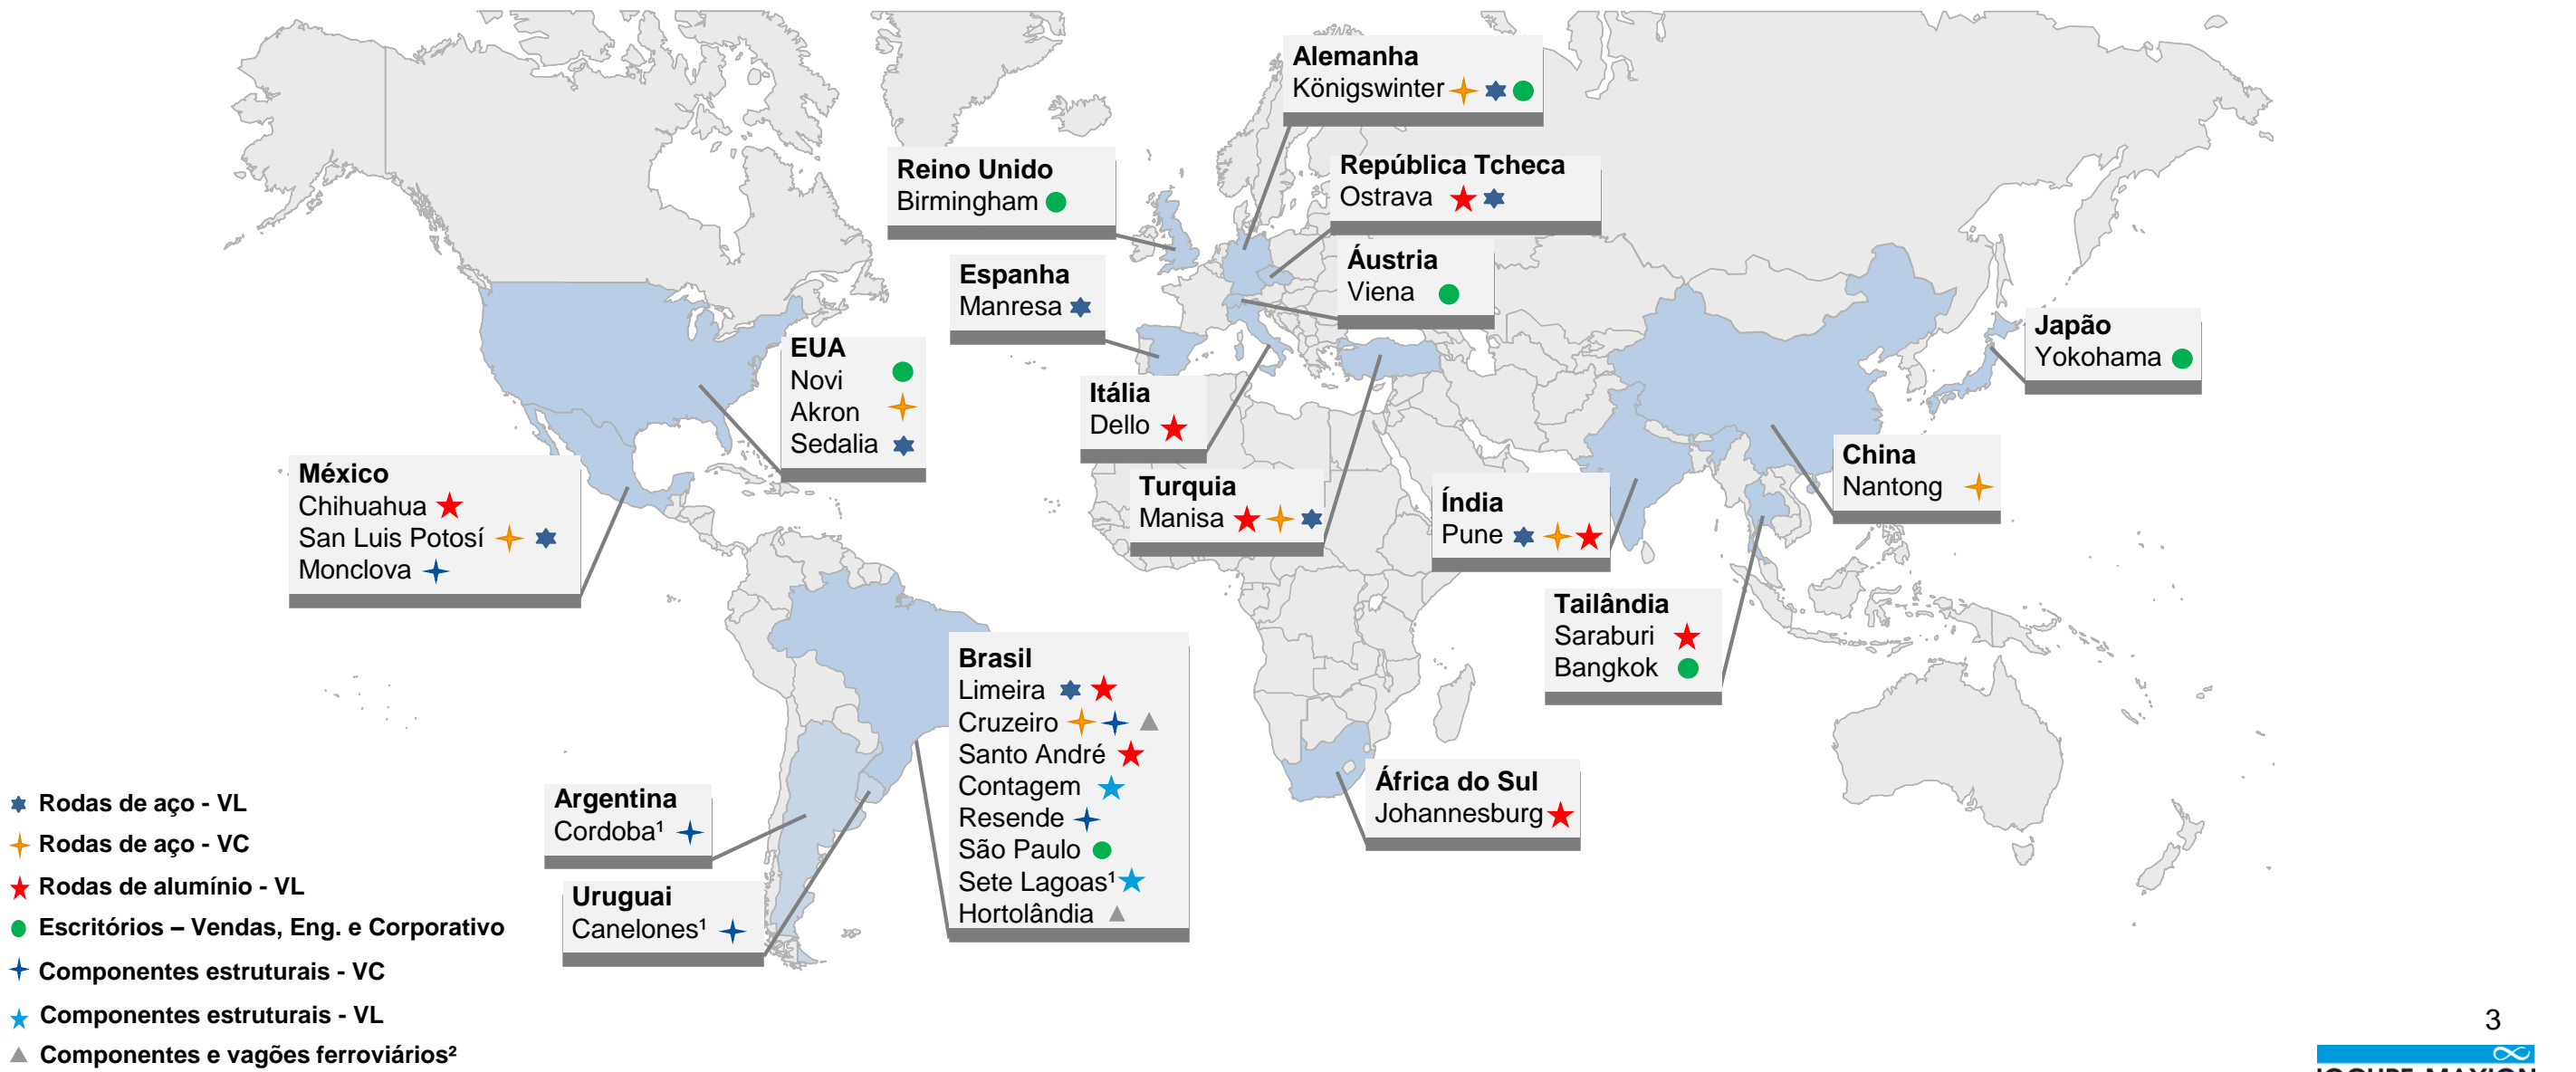 Alemanha
Königswinter
Reino Unido
Birmingham
República Tcheca
Ostrava
Espanha
Manresa
Áustria
Viena
Japão
Yokohama
EUA
Novi
Akron
Sedalia
Itália
Dello
China
Nantong
México
Chihuahua
San Luis Potosí
Monclova
Turquia
Manisa
Índia
Pune
Tailândia
Saraburi
Bangkok
Brasil
Limeira
Cruzeiro
Santo André
Contagem
Resende
São Paulo
Sete Lagoas¹
Hortolândia
África do Sul
Johannesburg
Argentina
Cordoba¹
Uruguai
Canelones¹
Rodas de aço - VL
Rodas de aço - VC
Rodas de alumínio - VL
Escritórios – Vendas, Eng. e Corporativo
Componentes estruturais - VC
Componentes estruturais - VL
Componentes e vagões ferroviários²
3
IOCHPE-MAXION